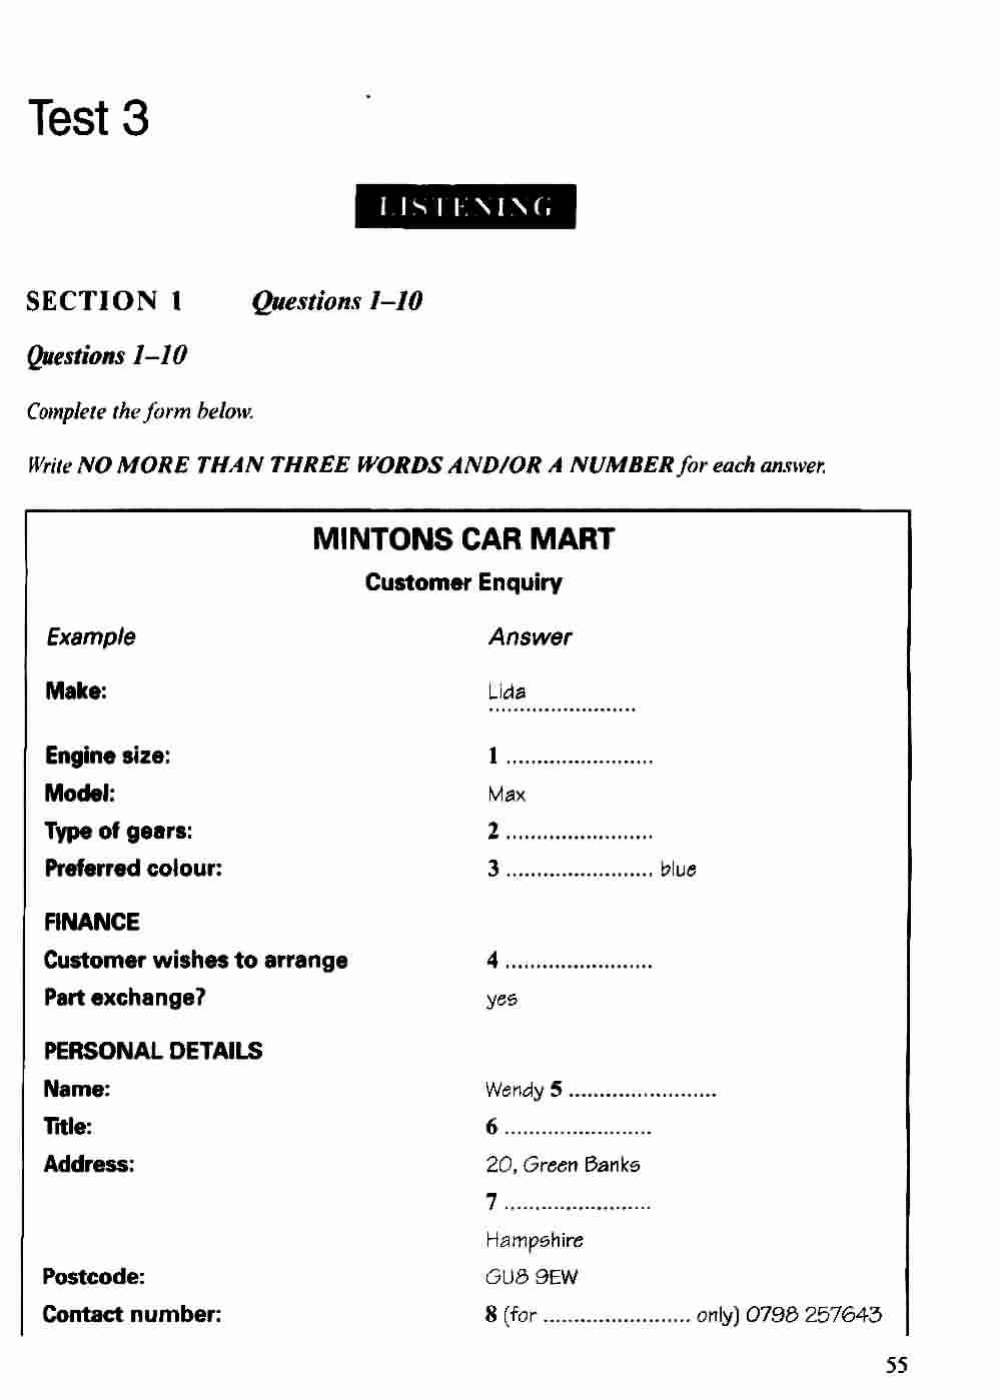 Test 3
LISTENING
SECTION 1 Questions 1–10
Questions 1–10
Complete the form below.
Write NO MORE THAN THREE WORDS AND/OR A NUMBER for each answer.
MINTONS CAR MART
Customer Enquiry
Example Answer
Make: Lida
........................
Engine size: 1 ........................
Model: Max
Type of gears: 2 ........................
Preferred colour: 3 ........................ blue
FINANCE
Customer wishes to arrange 4 ........................
Part exchange? yes
PERSONAL DETAILS
Name: Wendy 5 ........................
Title: 6 ........................
Address: 20, Green Banks
7 ........................
Hampshire
Postcode: GU8 9EW
Contact number: 8 (for ........................ only) 0798 257643
55